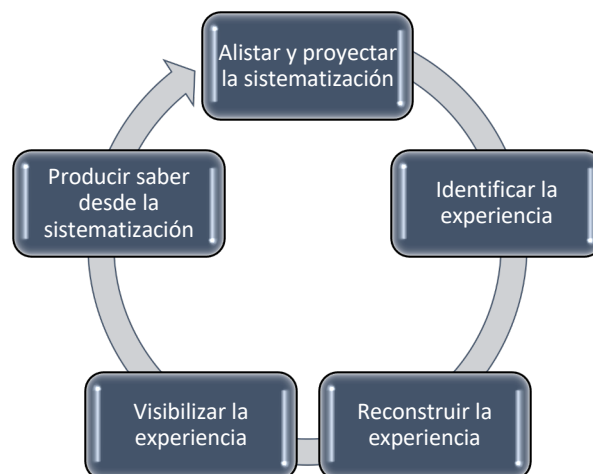 Alistar y proyectar
la sistematización
Identificar la
experiencia
Reconstruir la
experiencia
Visibilizar la
experiencia
Producir saber
desde la
sistematización